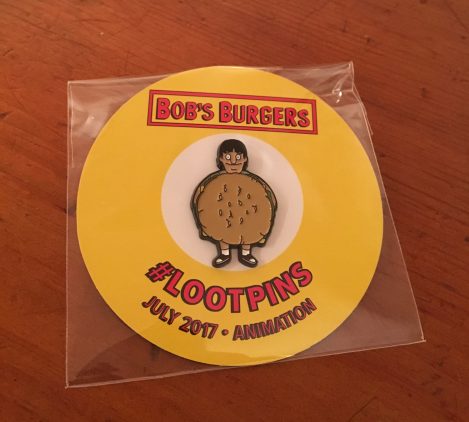 BOB'S BURGERS
#LOOTPINS
JULY 2017 • ANIMATION